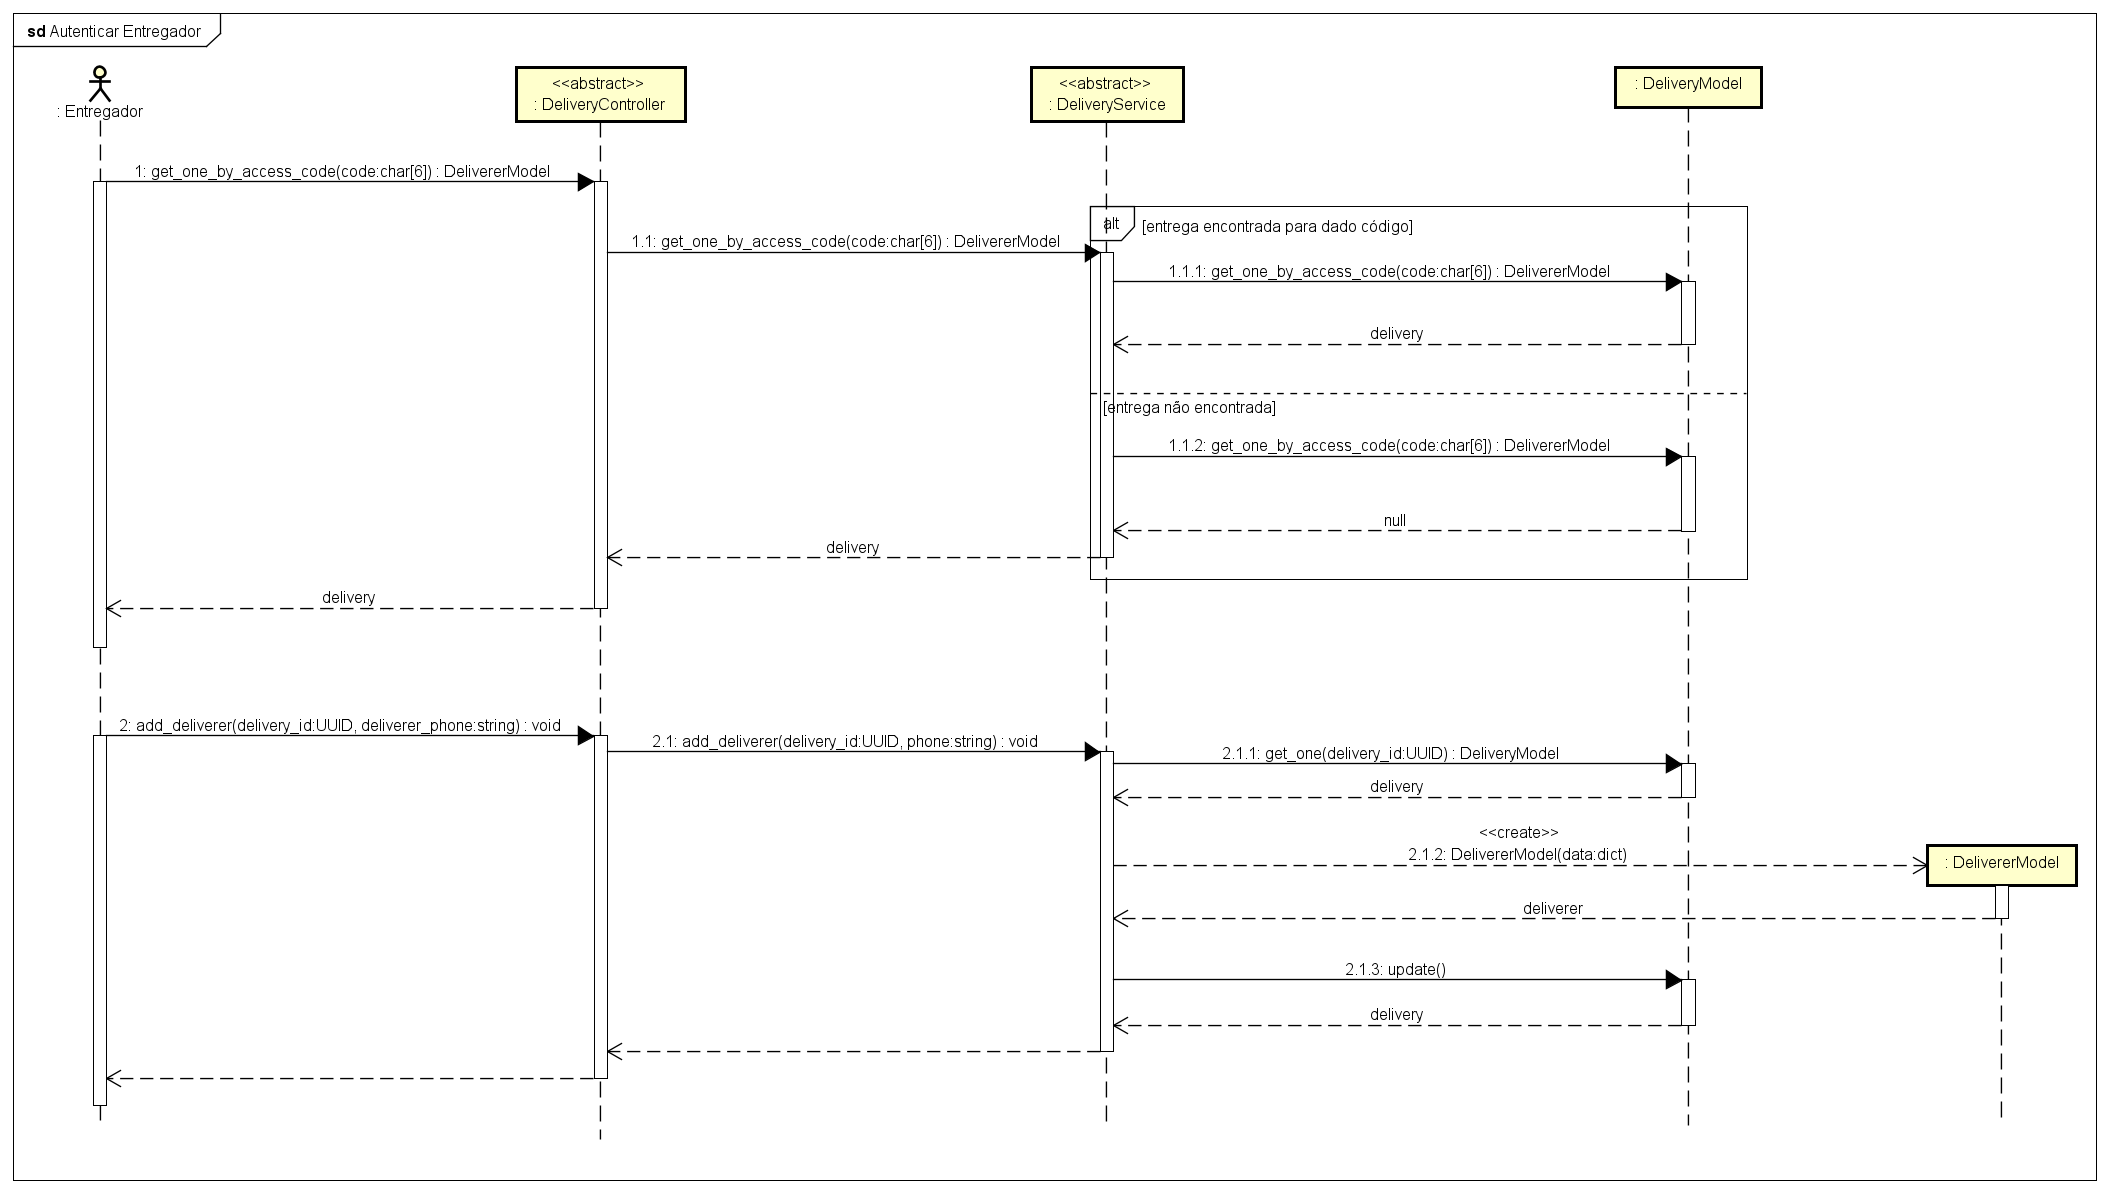 sd Autenticar Entregador
: Entregador
<<abstract>>
: DeliveryController
<<abstract>>
: DeliveryService
: DeliveryModel
1: get_one_by_access_code(code:char[6]) : DelivererModel
alt
[entrega encontrada para dado código]
1.1: get_one_by_access_code(code:char[6]) : DelivererModel
1.1.1: get_one_by_access_code(code:char[6]) : DelivererModel
delivery
[entrega não encontrada]
1.1.2: get_one_by_access_code(code:char[6]) : DelivererModel
null
delivery
delivery
2: add_deliverer(delivery_id:UUID, deliverer_phone:string) : void
2.1: add_deliverer(delivery_id:UUID, phone:string) : void
2.1.1: get_one(delivery_id:UUID) : DeliveryModel
delivery
<<create>>
2.1.2: DelivererModel(data:dict)
: DelivererModel
deliverer
2.1.3: update()
delivery